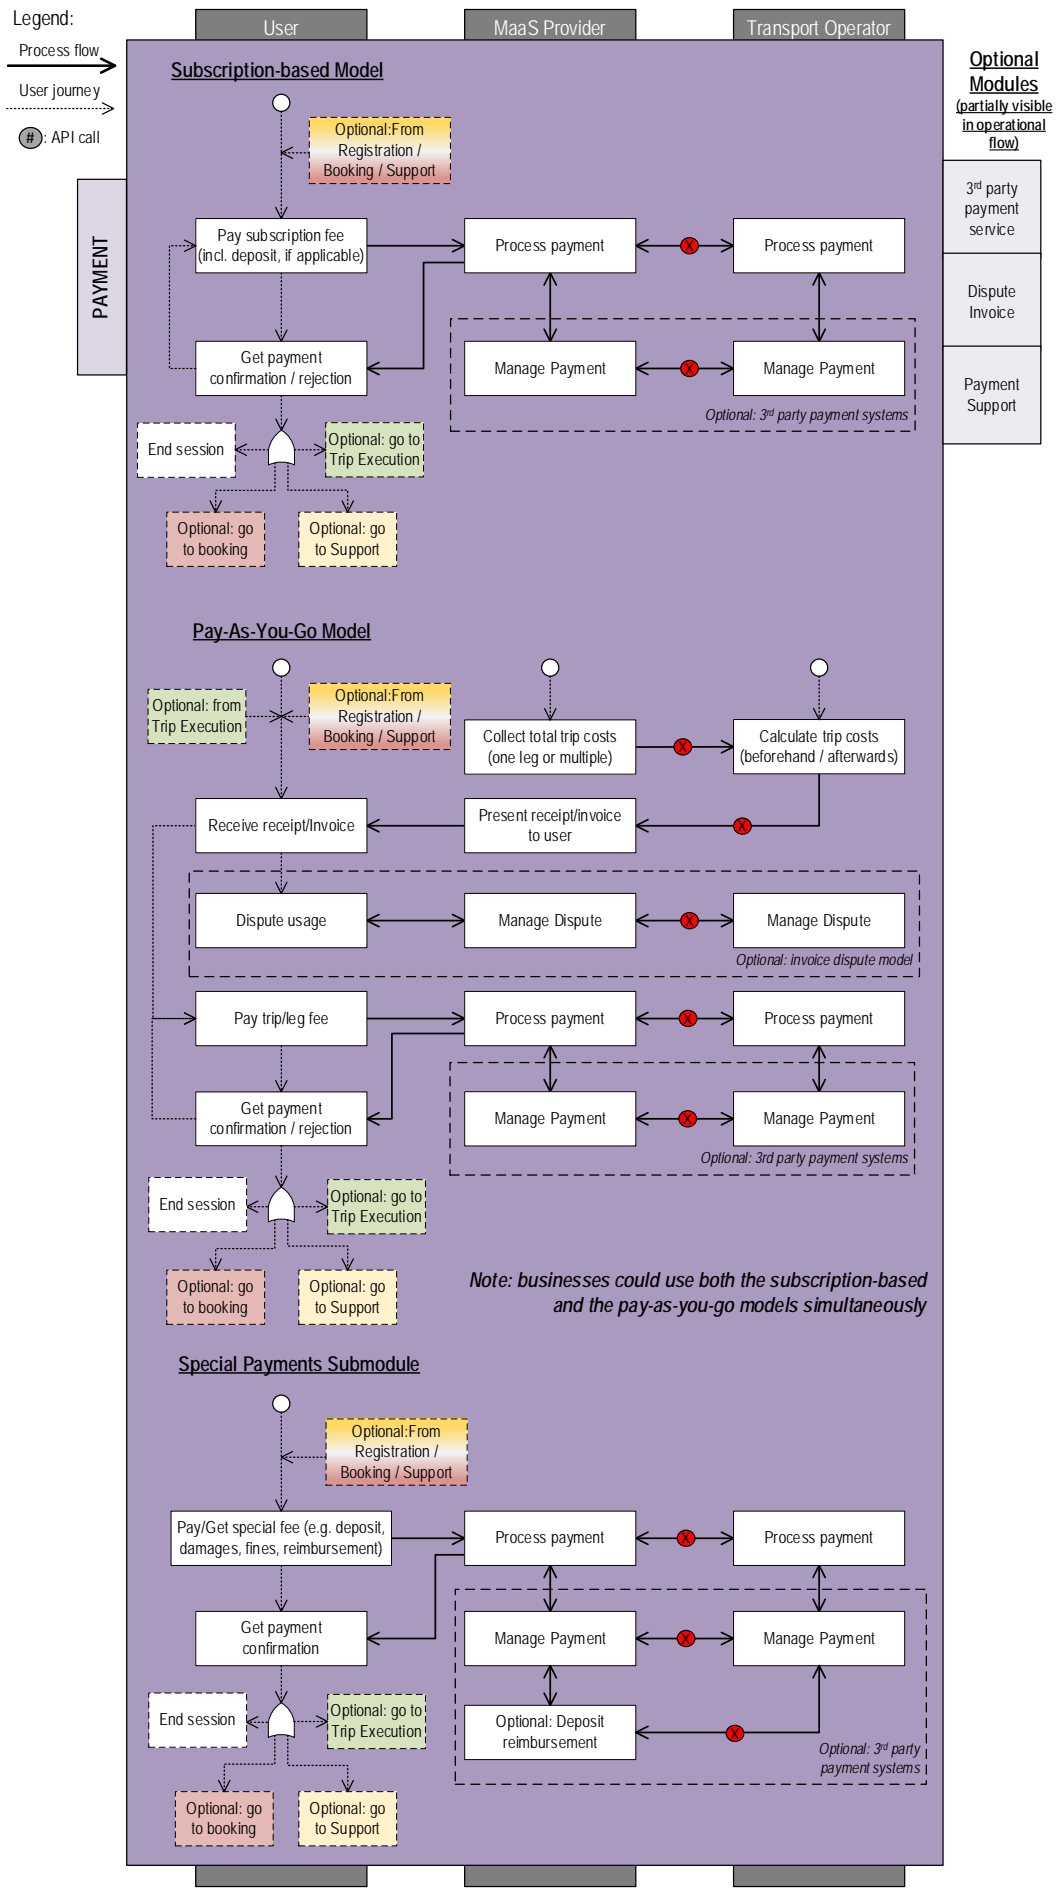 Legend:
Process flow
User journey
#: API call
User
MaaS Provider
Transport Operator
Optional
Modules
(partially visible
in operational
flow)
3rd party
payment
service
Dispute
Invoice
Payment
Support
PAYMENT
Subscription-based Model
Optional:From
Registration /
Booking / Support
Pay subscription fee
(incl. deposit, if applicable)
Process payment
X
Process payment
Get payment
confirmation / rejection
Manage Payment
X
Manage Payment
Optional: 3rd party payment systems
End session
Optional: go to
Trip Execution
Optional: go
to booking
Optional: go
to Support
Pay-As-You-Go Model
Optional: from
Trip Execution
Optional:From
Registration /
Booking / Support
Collect total trip costs
(one leg or multiple)
X
Calculate trip costs
(beforehand / afterwards)
Receive receipt/Invoice
Present receipt/invoice
to user
X
Dispute usage
Manage Dispute
X
Manage Dispute
Optional: invoice dispute model
Pay trip/leg fee
Process payment
X
Process payment
Get payment
confirmation / rejection
Manage Payment
X
Manage Payment
Optional: 3rd party payment systems
End session
Optional: go to
Trip Execution
Optional: go
to booking
Optional: go
to Support
Note: businesses could use both the subscription-based
and the pay-as-you-go models simultaneously
Special Payments Submodule
Optional:From
Registration /
Booking / Support
Pay/Get special fee (e.g. deposit,
damages, fines, reimbursement)
Process payment
X
Process payment
Get payment
confirmation
Manage Payment
X
Manage Payment
Optional: Deposit
reimbursement
X
Optional: 3rd party
payment systems
End session
Optional: go to
Trip Execution
Optional: go
to booking
Optional: go
to Support